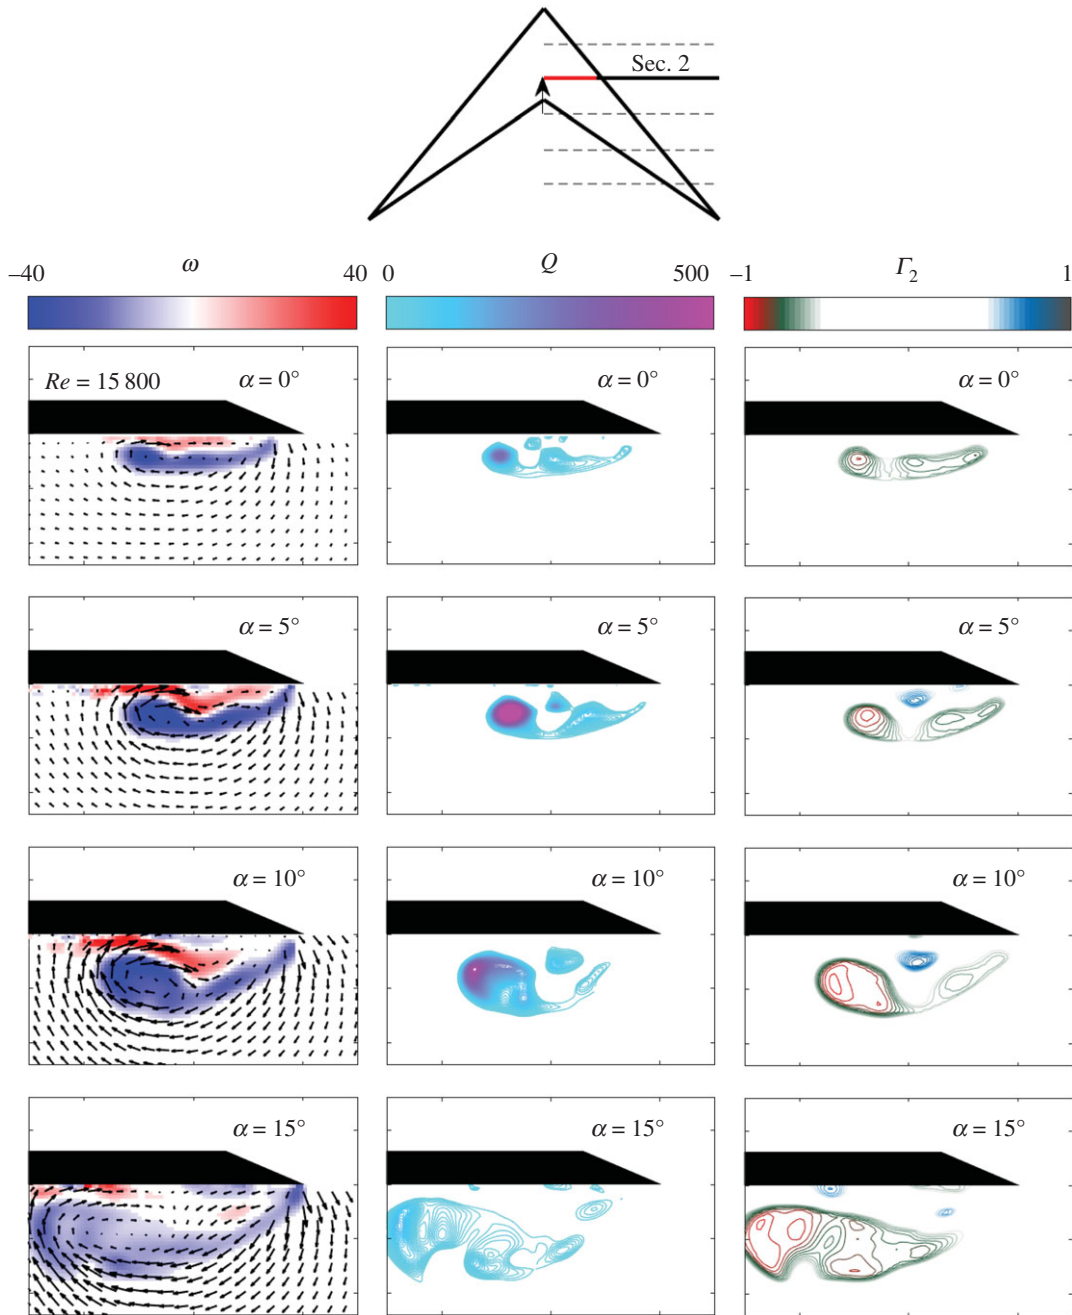 Sec. 2
ω Q Γ₂
–40 40 0 500 –1 1
Re = 15 800 α = 0° α = 0° α = 0°
α = 5° α = 5° α = 5°
α = 10° α = 10° α = 10°
α = 15° α = 15° α = 15°